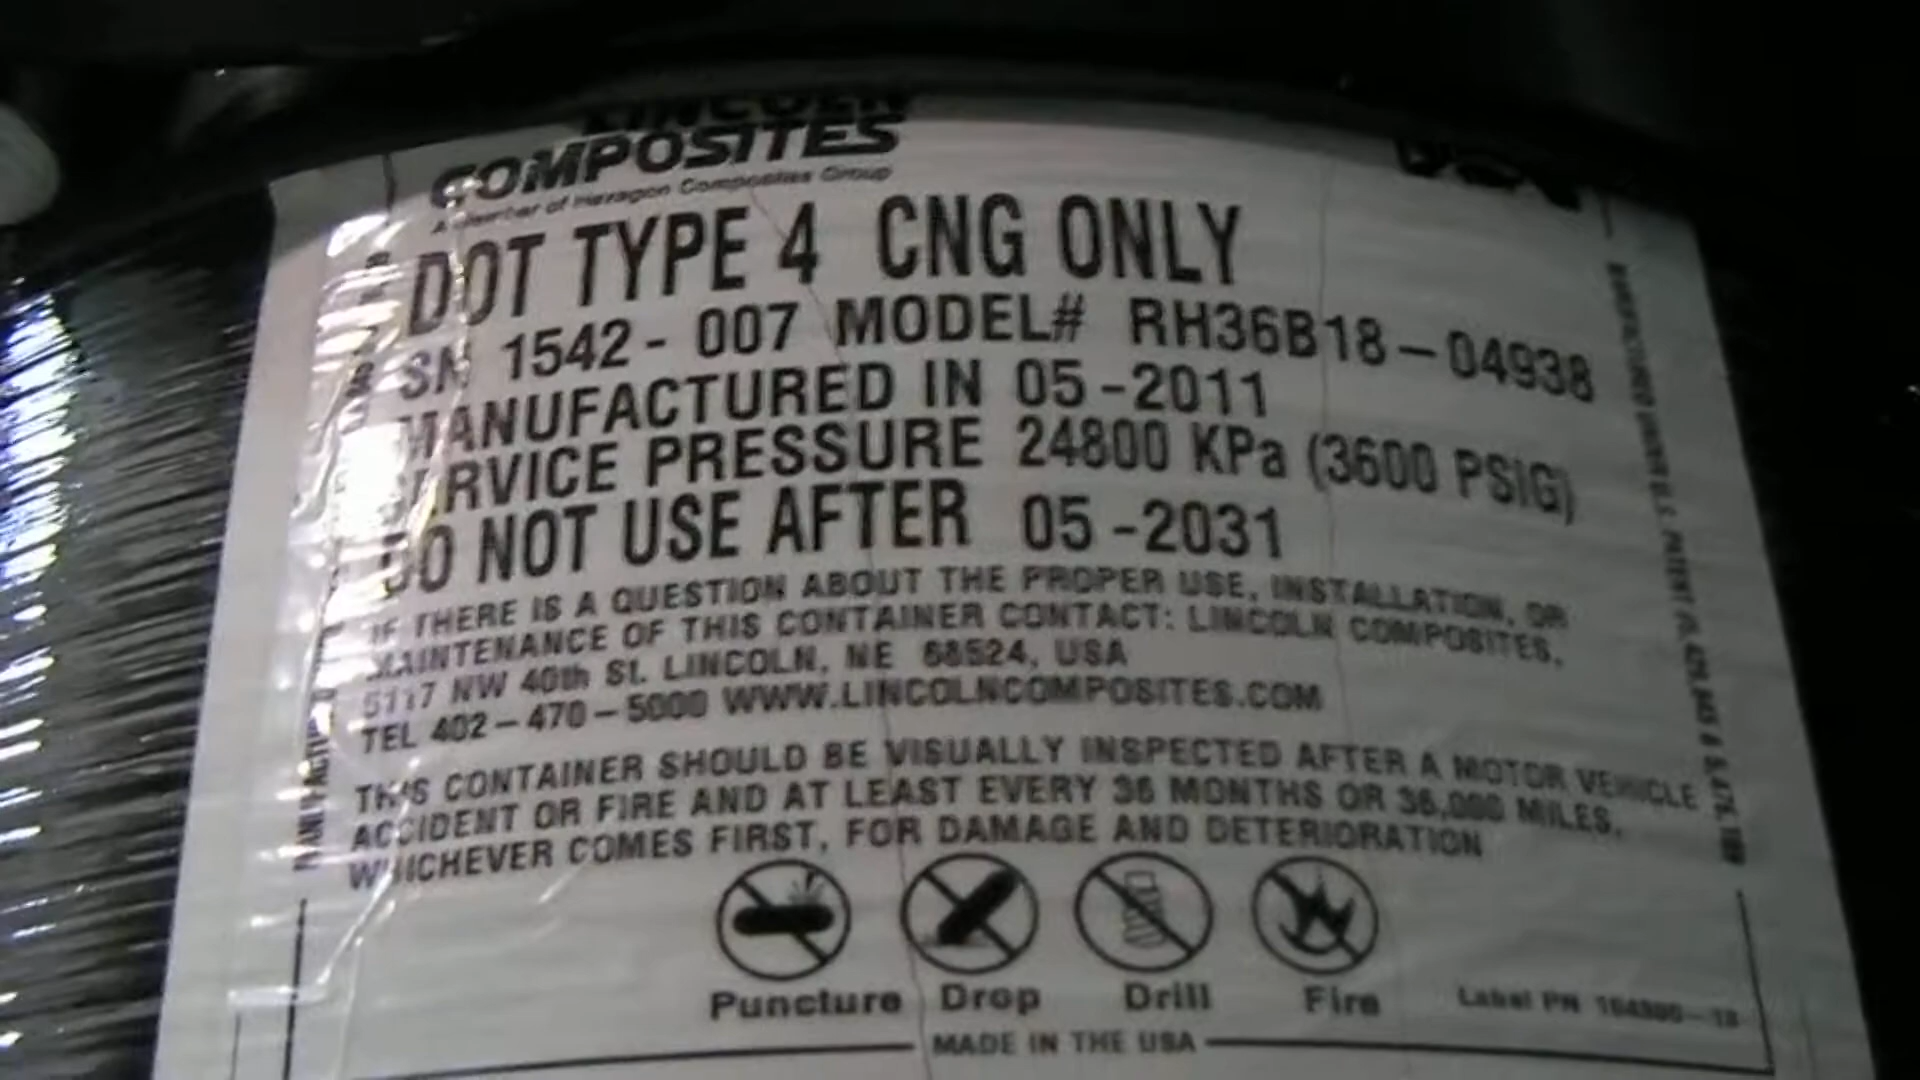 LINCOLN
COMPOSITES
A member of Hexagon Composites Group
DOT TYPE 4 CNG ONLY
SN 1542-007 MODEL# RH36B18-04938
MANUFACTURED IN 05-2011
SERVICE PRESSURE 24800 KPa (3600 PSIG)
DO NOT USE AFTER 05-2031
IF THERE IS A QUESTION ABOUT THE PROPER USE, INSTALLATION, OR
MAINTENANCE OF THIS CONTAINER CONTACT: LINCOLN COMPOSITES,
5117 NW 40th St. LINCOLN, NE 68524, USA
TEL 402-470-5000 WWW.LINCOLNCOMPOSITES.COM
THIS CONTAINER SHOULD BE VISUALLY INSPECTED AFTER A MOTOR VEHICLE
ACCIDENT OR FIRE AND AT LEAST EVERY 36 MONTHS OR 36,000 MILES,
WHICHEVER COMES FIRST, FOR DAMAGE AND DETERIORATION
Puncture Drop Drill Fire
Label PN
MADE IN THE USA
MANUFACTURED UNDER U.S. PATENT